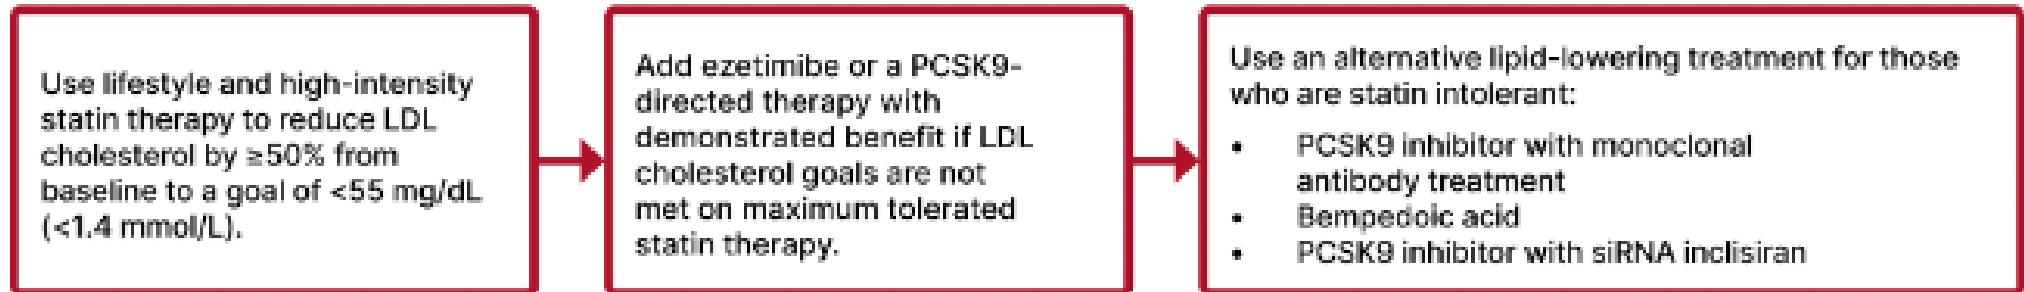 Use lifestyle and high-intensity
statin therapy to reduce LDL
cholesterol by ≥50% from
baseline to a goal of <55 mg/dL
(<1.4 mmol/L).
Add ezetimibe or a PCSK9-
directed therapy with
demonstrated benefit if LDL
cholesterol goals are not
met on maximum tolerated
statin therapy.
Use an alternative lipid-lowering treatment for those
who are statin intolerant:
• PCSK9 inhibitor with monoclonal
antibody treatment
• Bempedoic acid
• PCSK9 inhibitor with siRNA inclisiran